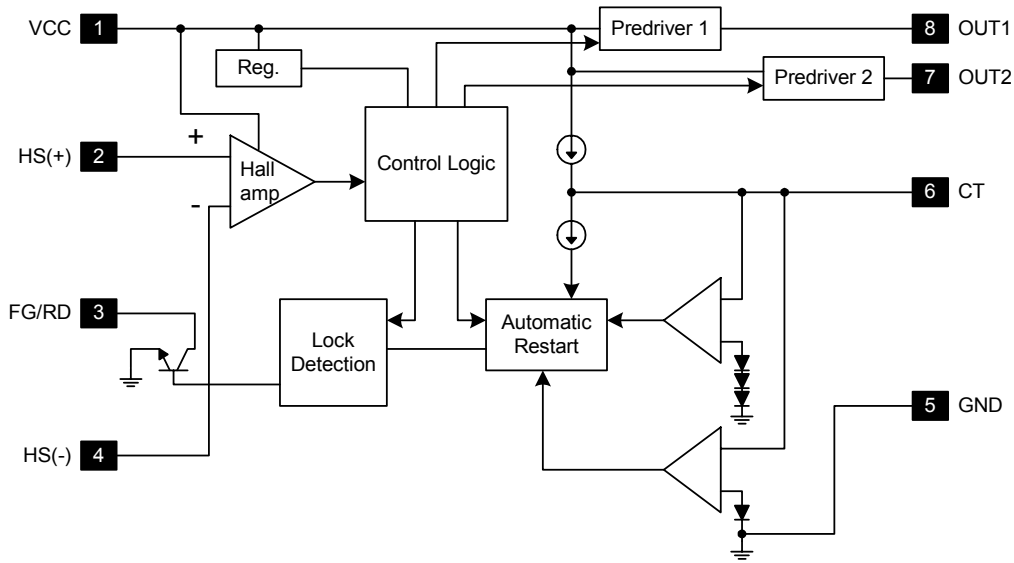 VCC 1
Predriver 1
8 OUT1
Reg.
Predriver 2
7 OUT2
+
HS(+) 2
Hall
amp
Control Logic
6 CT
-
FG/RD 3
Lock
Detection
Automatic
Restart
5 GND
HS(-) 4